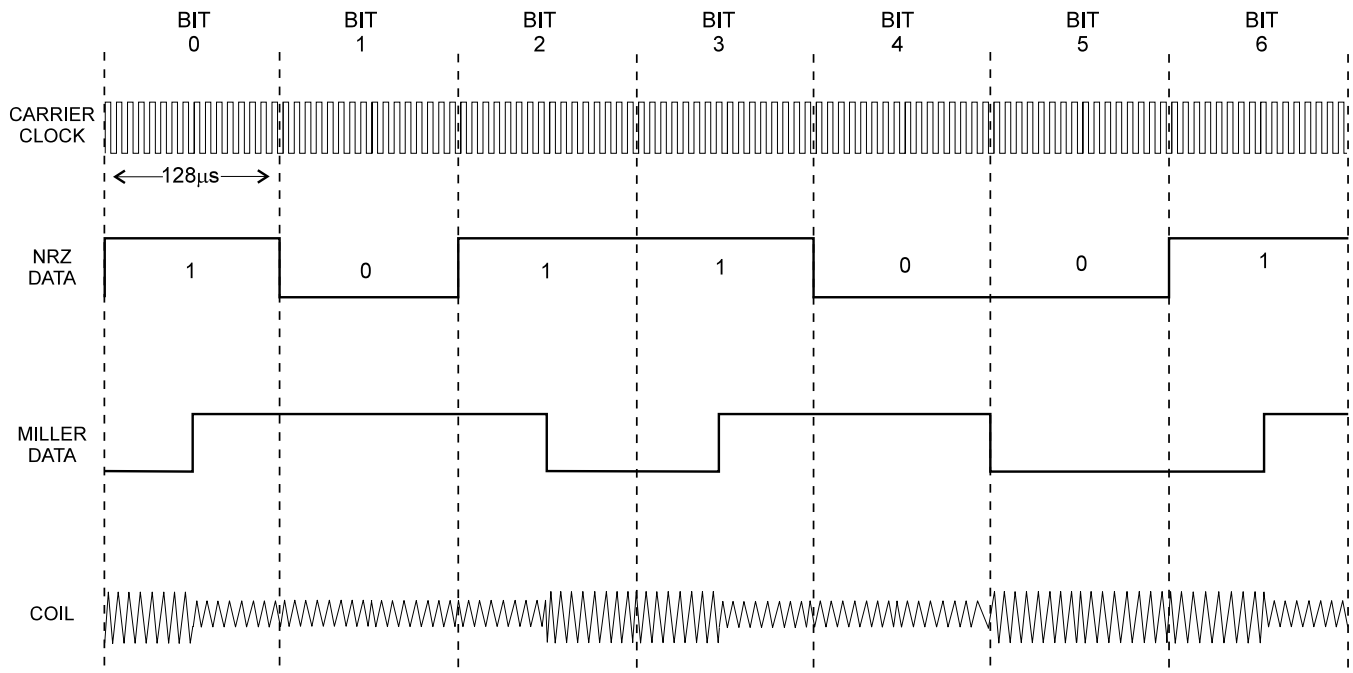 BIT BIT BIT BIT BIT BIT BIT
0 1 2 3 4 5 6
CARRIER
CLOCK
128μs
NRZ
DATA
1 0 1 1 0 0 1
MILLER
DATA
COIL